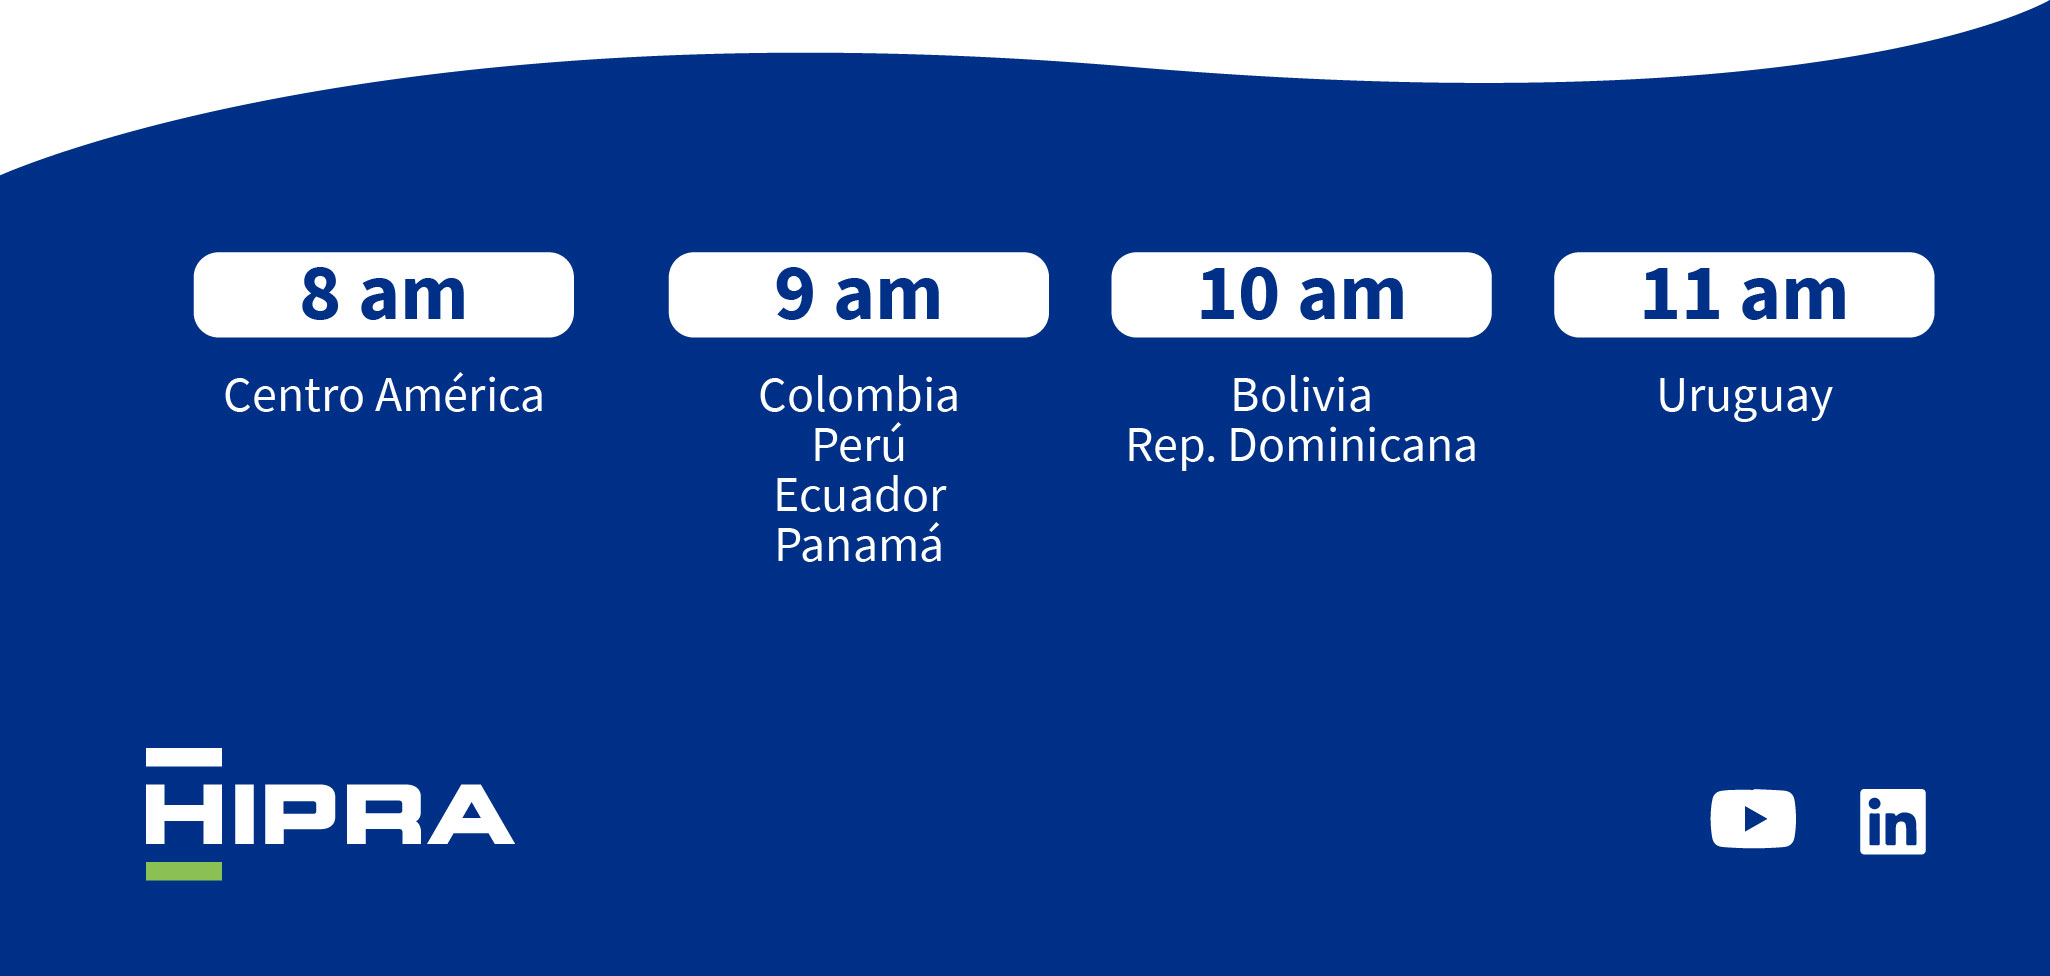 8 am
Centro América
9 am
Colombia
Perú
Ecuador
Panamá
10 am
Bolivia
Rep. Dominicana
11 am
Uruguay
HIPRA
in